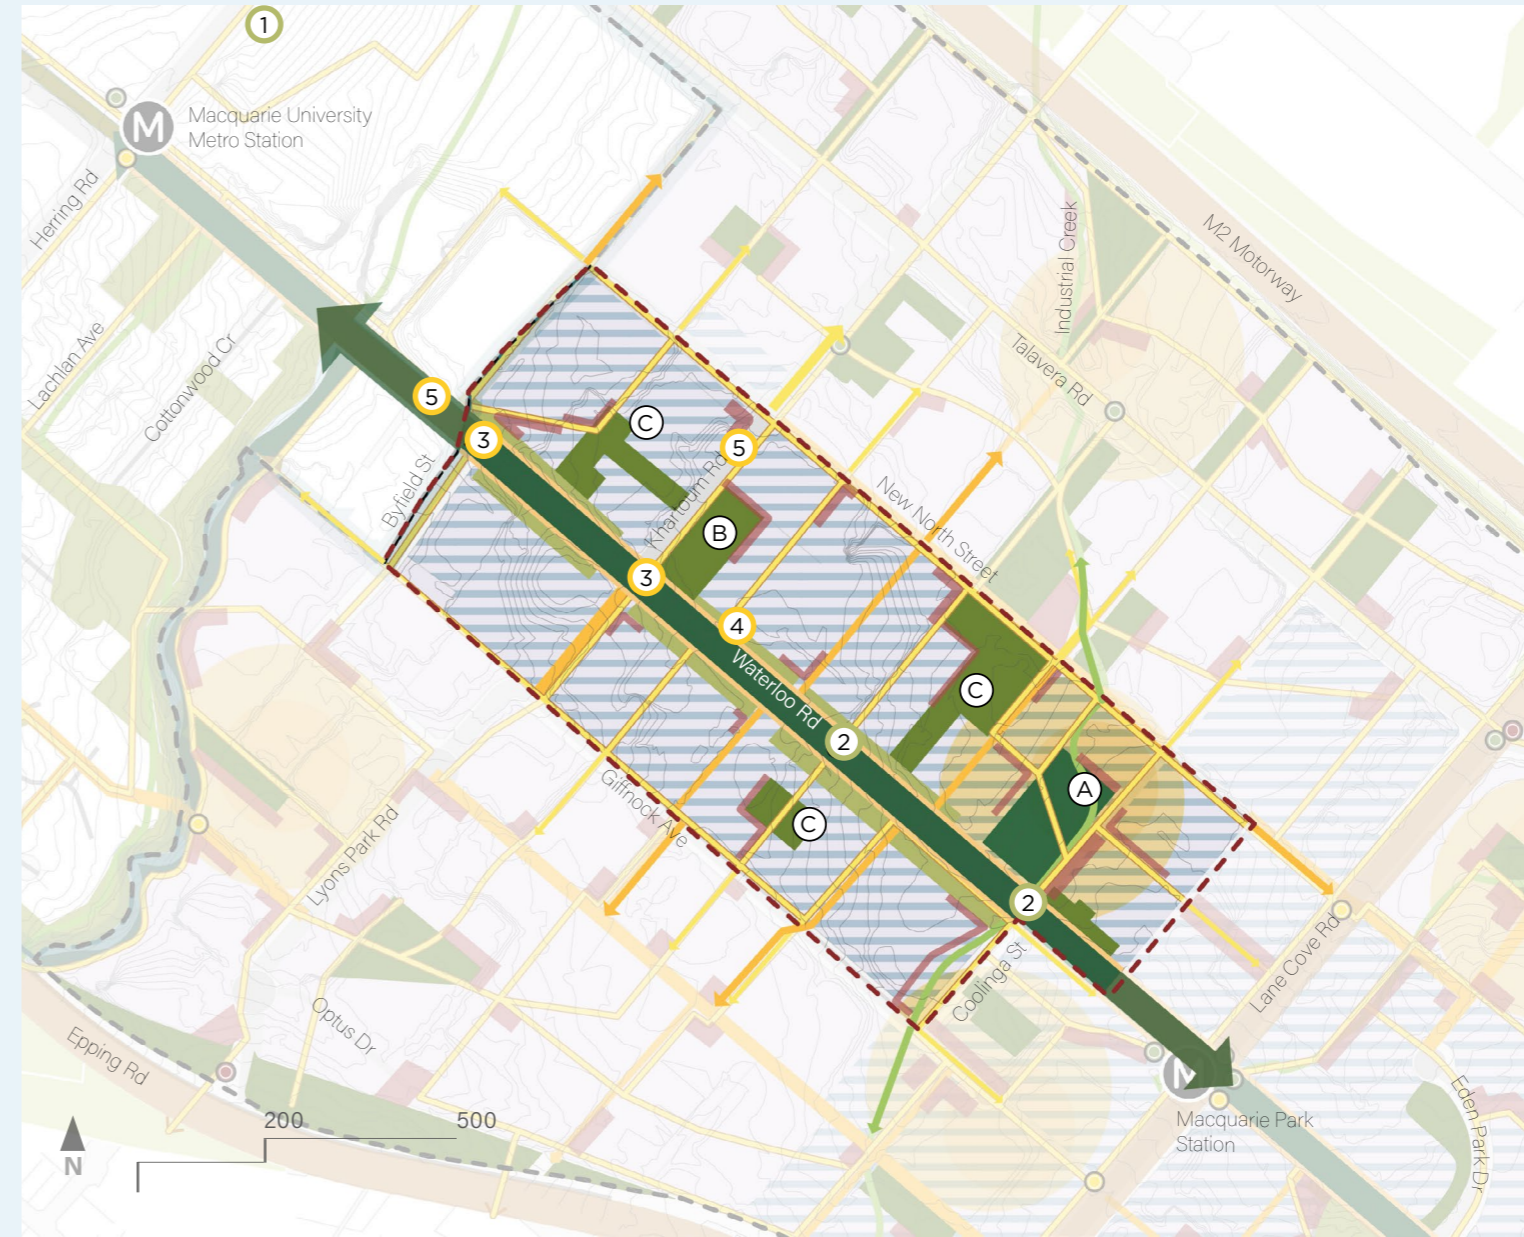 1
M
Macquarie University
Metro Station
Herring Rd
M2 Motorway
Industrial Creek
Lachlan Ave
Cottonwood Cr
Talavera Rd
5
C
3
5
Byfield St
Khartoum Rd
New North Street
B
3
4
Waterloo Rd
C
2
A
Giffnock Ave
C
Lyons Park Rd
2
Coolinga St
Lane Cove Rd
Optus Dr
Epping Rd
M
Macquarie Park
Station
Eden Park Dr
200
500
N